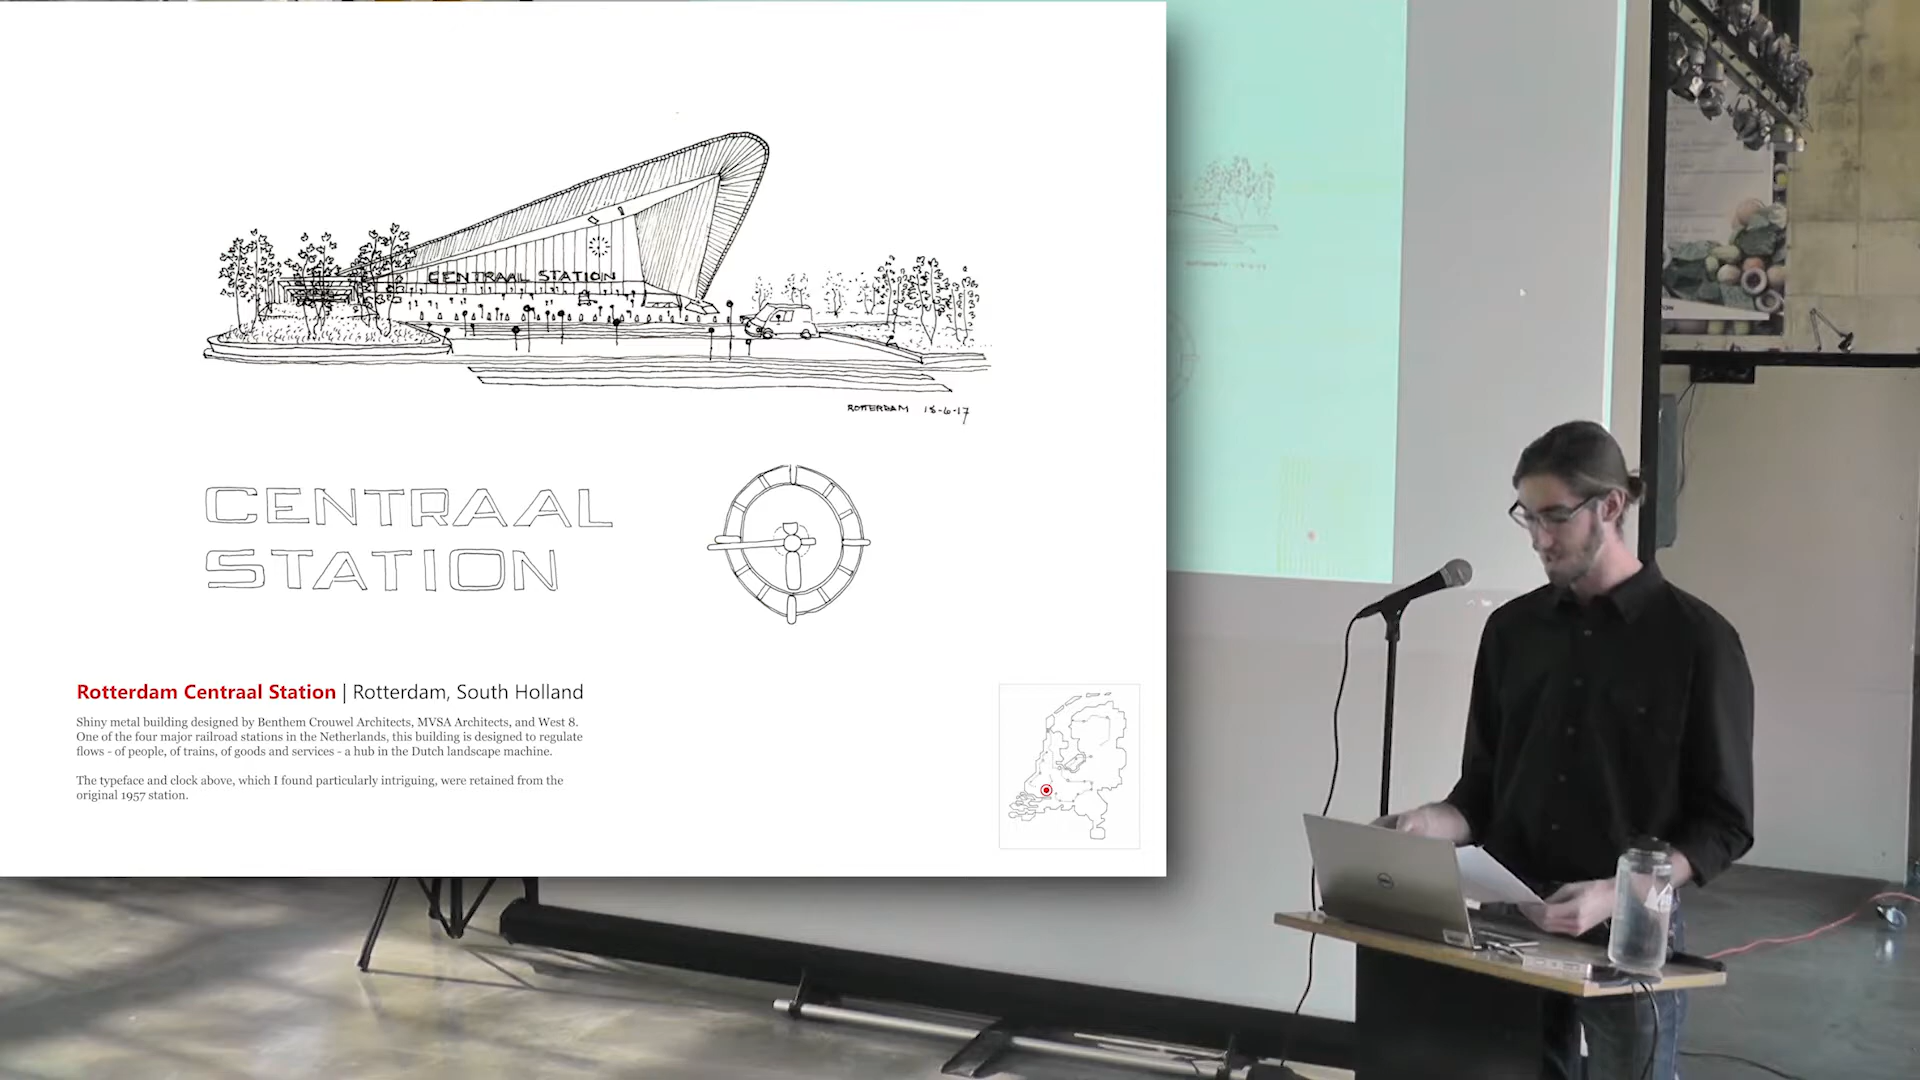 CENTRAAL STATION
ROTTERDAM 18-6-17
CENTRAAL
STATION
Rotterdam Centraal Station | Rotterdam, South Holland
Shiny metal building designed by Benthem Crouwel Architects, MVSA Architects, and West 8.
One of the four major railroad stations in the Netherlands, this building is designed to regulate
flows - of people, of trains, of goods and services - a hub in the Dutch landscape machine.
The typeface and clock above, which I found particularly intriguing, were retained from the
original 1957 station.
DELL